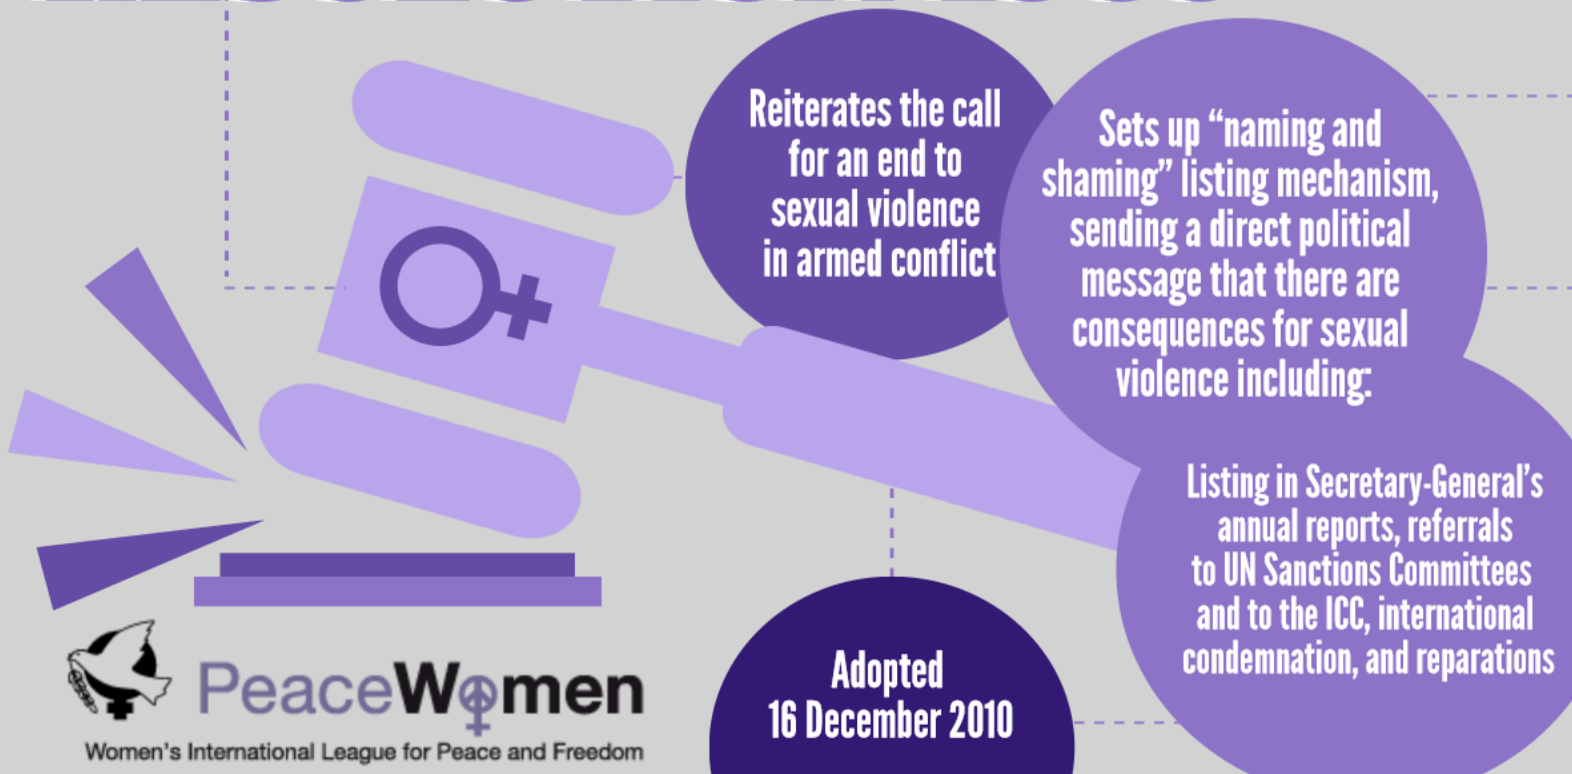 Reiterates the call
for an end to
sexual violence
in armed conflict
Sets up “naming and
shaming” listing mechanism,
sending a direct political
message that there are
consequences for sexual
violence including:
Listing in Secretary-General’s
annual reports, referrals
to UN Sanctions Committees
and to the ICC, international
condemnation, and reparations
Adopted
16 December 2010
PeaceWomen
Women's International League for Peace and Freedom